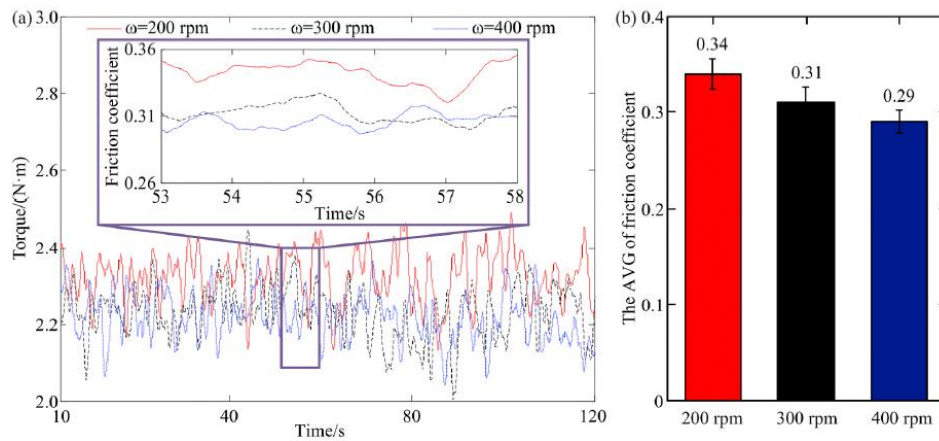 (a)
ω=200 rpm
ω=300 rpm
ω=400 rpm
3.0
2.8
2.6
2.4
2.2
2.0
Torque/(N·m)
10
40
80
120
Time/s
Friction coefficient
0.36
0.31
0.26
53
54
55
56
57
58
Time/s
(b)
The AVG of friction coefficient
0.4
0.3
0.2
0.1
0
0.34
0.31
0.29
200 rpm
300 rpm
400 rpm